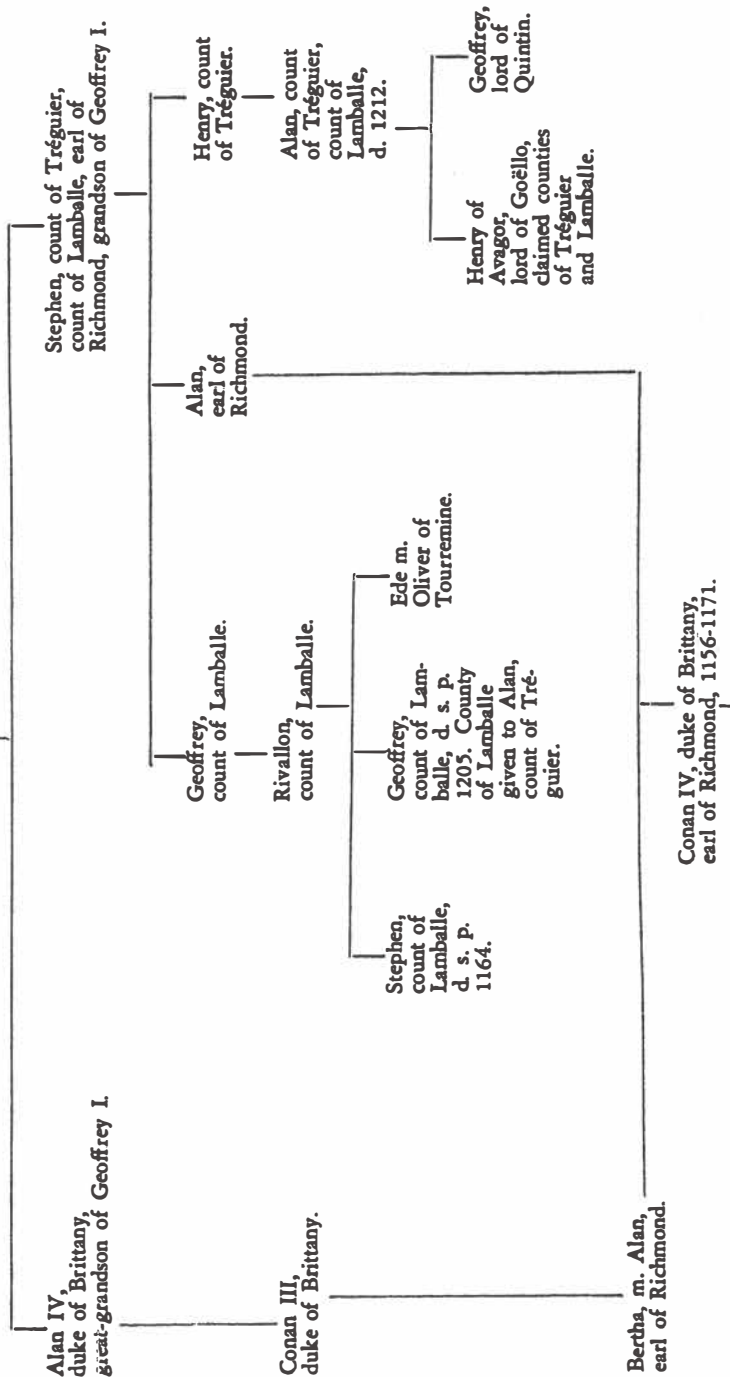 Alan IV,
duke of Brittany,
great-grandson of Geoffrey I.
Stephen, count of Tréguier,
count of Lamballe, earl of
Richmond, grandson of Geoffrey I.
Conan III,
duke of Brittany.
Geoffrey,
count of Lamballe.
Alan,
earl of
Richmond.
Henry, count
of Tréguier.
Rivallon,
count of Lamballe.
Alan, count
of Tréguier,
count of
Lamballe,
d. 1212.
Stephen,
count of
Lamballe,
d. s. p.
1164.
Geoffrey,
count of Lam-
balle, d. s. p.
1205. County
of Lamballe
given to Alan,
count of Tré-
guier.
Ede m.
Oliver of
Tourremine.
Henry of
Avagor,
lord of Goëllo,
claimed counties
of Tréguier
and Lamballe.
Geoffrey,
lord of
Quintin.
Bertha, m. Alan,
earl of Richmond.
Conan IV, duke of Brittany,
earl of Richmond, 1156-1171.